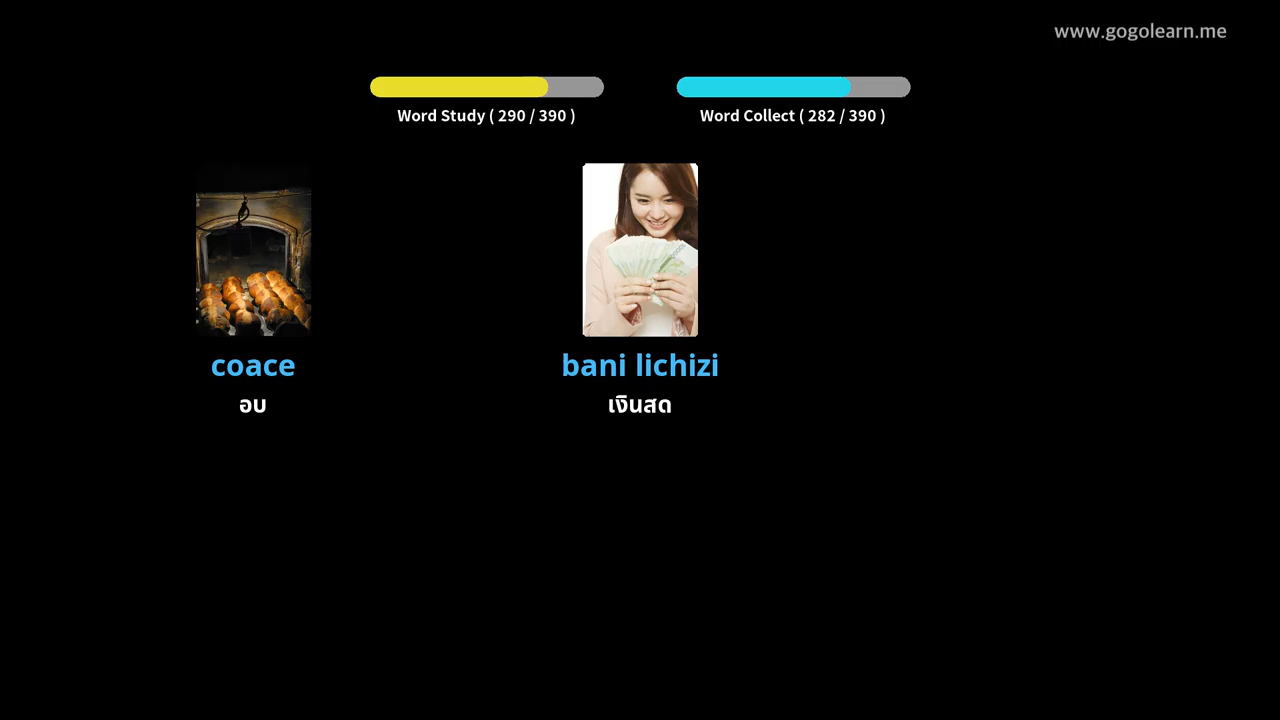 www.gogolearn.me
Word Study ( 290 / 390 )
Word Collect ( 282 / 390 )
coace
อบ
bani lichizi
เงินสด